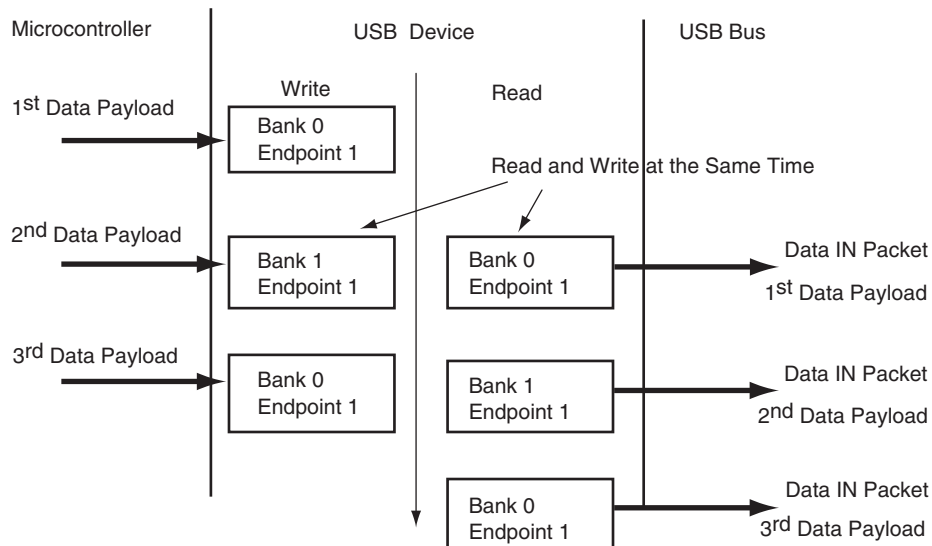 Microcontroller
USB Device
USB Bus
Write
Read
1st Data Payload
Bank 0
Endpoint 1
Read and Write at the Same Time
2nd Data Payload
Bank 1
Endpoint 1
Bank 0
Endpoint 1
Data IN Packet
1st Data Payload
3rd Data Payload
Bank 0
Endpoint 1
Bank 1
Endpoint 1
Data IN Packet
2nd Data Payload
Bank 0
Endpoint 1
Data IN Packet
3rd Data Payload